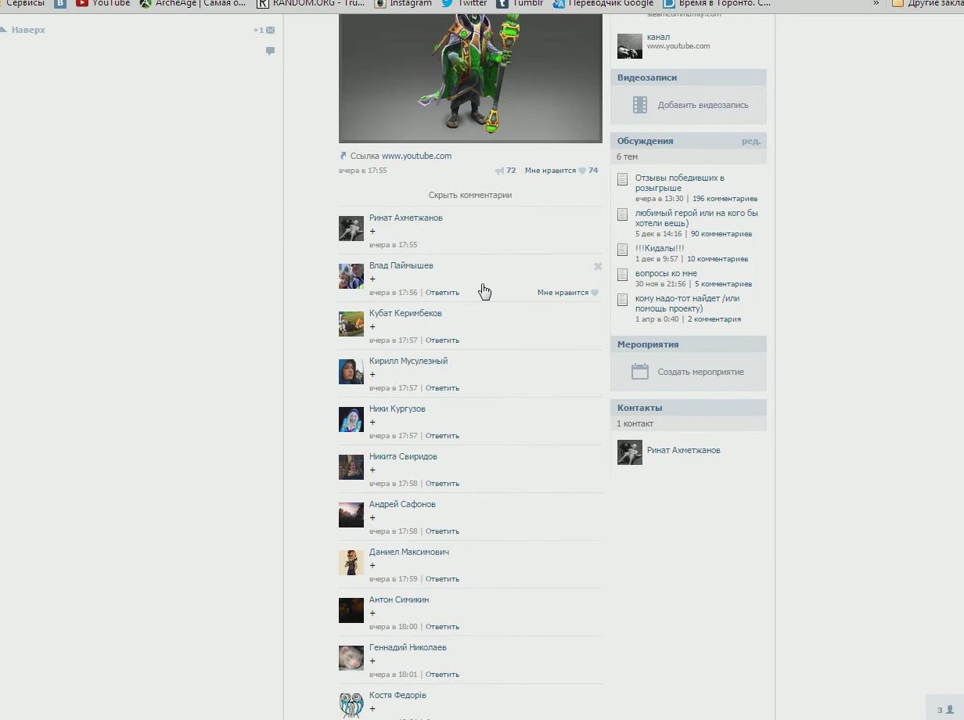 Сервисы YouTube ArcheAge | Самая о... RANDOM.ORG - Tru... Instagram Twitter Tumblr Переводчик Google Время в Торонто. С... » Другие закла
Наверх
+1
канал
www.youtube.com
Видеозаписи
Добавить видеозапись
Ссылка www.youtube.com
вчера в 17:55
72 Мне нравится 74
Скрыть комментарии
Ринат Ахметжанов
+
вчера в 17:55
Влад Паймышев
+
вчера в 17:56 | Ответить
Мне нравится
Кубат Керимбеков
+
вчера в 17:57 | Ответить
Кирилл Мусулезный
+
вчера в 17:57 | Ответить
Ники Кургузов
+
вчера в 17:57 | Ответить
Никита Свиридов
+
вчера в 17:58 | Ответить
Андрей Сафонов
+
вчера в 17:58 | Ответить
Даниел Максимович
+
вчера в 17:59 | Ответить
Антон Симикин
+
вчера в 18:00 | Ответить
Геннадий Николаев
+
вчера в 18:01 | Ответить
Костя Федорів
+
Обсуждения ред.
6 тем
Отзывы победивших в
розыгрыше
вчера в 13:30 | 196 комментариев
любимый герой или на кого бы
хотели вещь)
5 дек в 14:16 | 90 комментариев
!!!Кидалы!!!
1 дек в 9:57 | 10 комментариев
вопросы ко мне
30 ноя в 21:56 | 5 комментариев
кому надо-тот найдет /или
помощь проекту)
1 апр в 0:40 | 2 комментария
Мероприятия
Создать мероприятие
Контакты
1 контакт
Ринат Ахметжанов
3